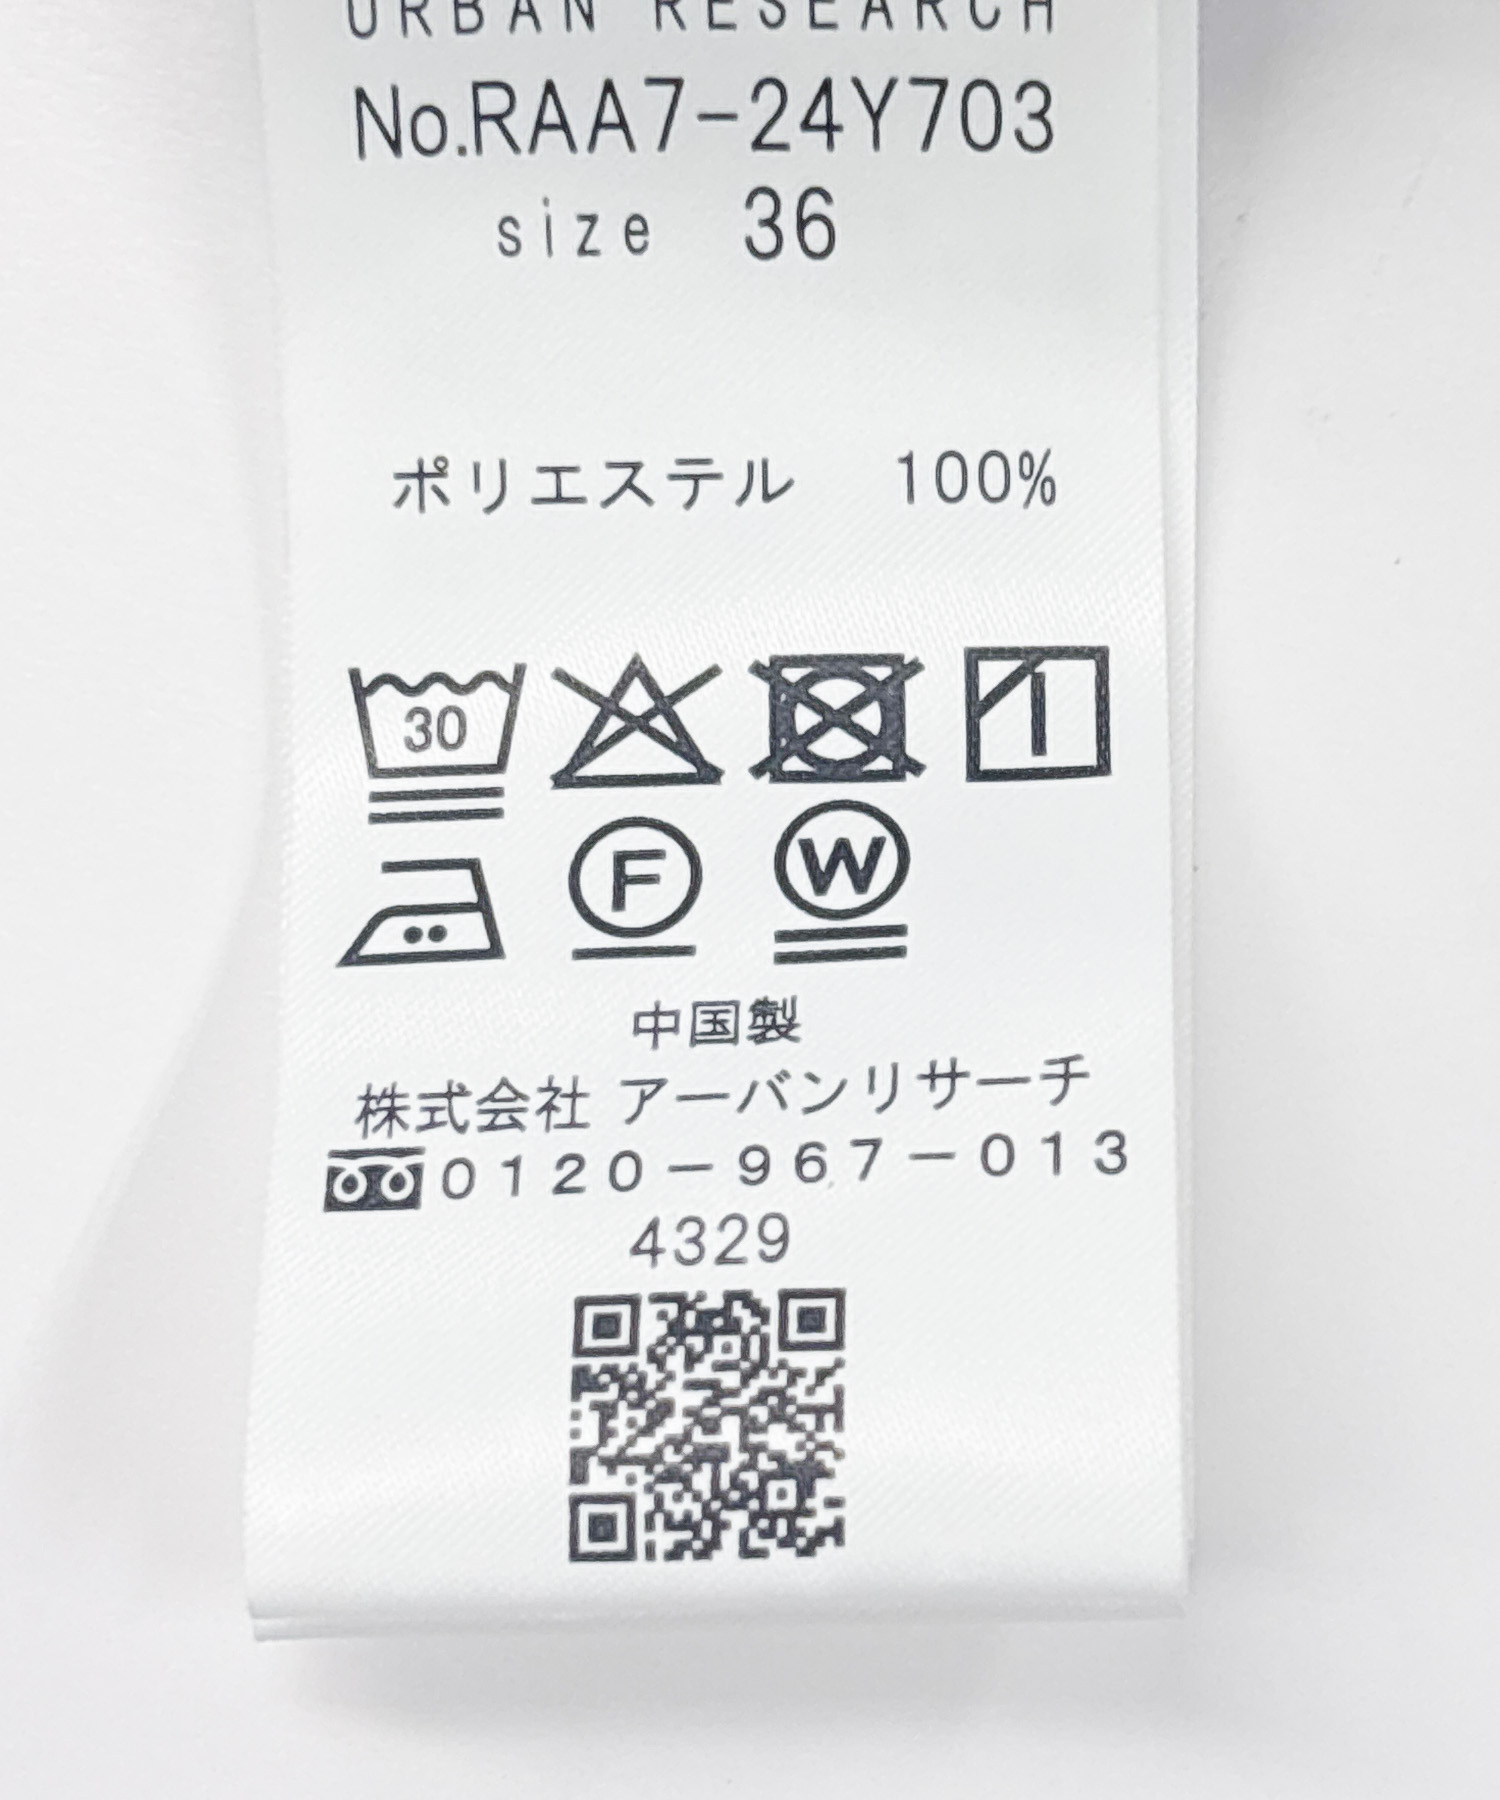 URBAN RESEARCH
No.RAA7-24Y703
size 36
ポリエステル 100%
30
F W
中国製
株式会社 アーバンリサーチ
0120-967-013
4329